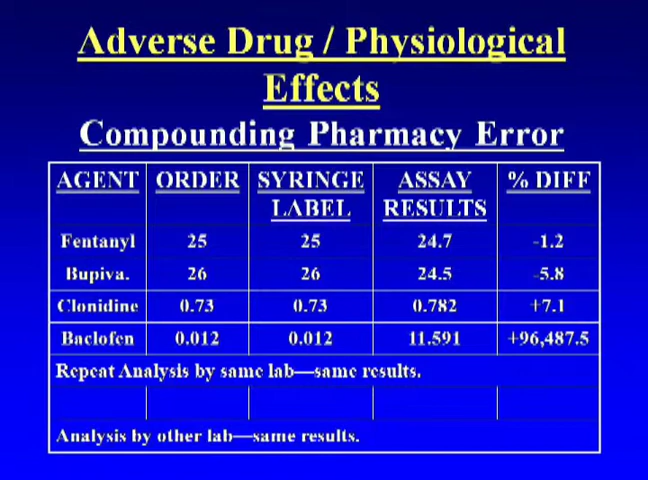 Adverse Drug / Physiological
Effects
Compounding Pharmacy Error
AGENT ORDER SYRINGE LABEL ASSAY RESULTS % DIFF
Fentanyl 25 25 24.7 -1.2
Bupiva. 26 26 24.5 -5.8
Clonidine 0.73 0.73 0.782 +7.1
Baclofen 0.012 0.012 11.591 +96,487.5
Repeat Analysis by same lab—same results.
Analysis by other lab—same results.